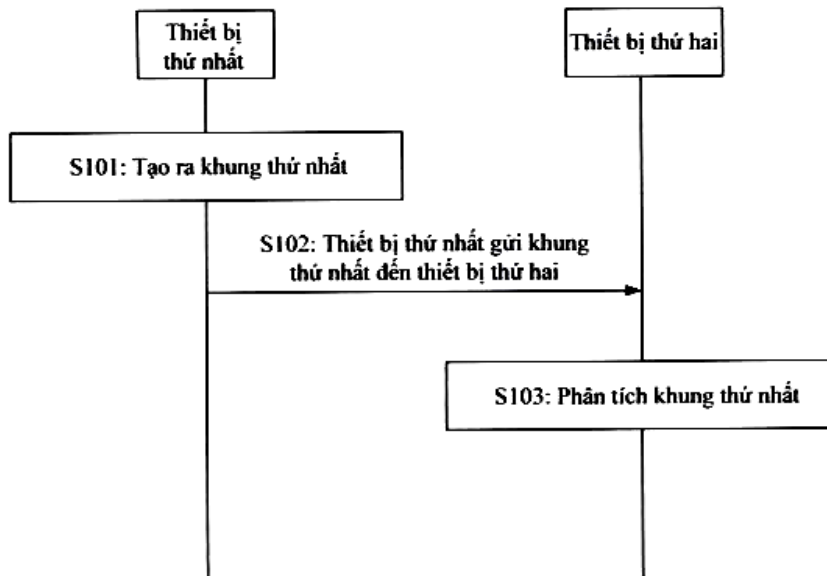 Thiết bị
thứ nhất
Thiết bị thứ hai
S101: Tạo ra khung thứ nhất
S102: Thiết bị thứ nhất gửi khung
thứ nhất đến thiết bị thứ hai
S103: Phân tích khung thứ nhất